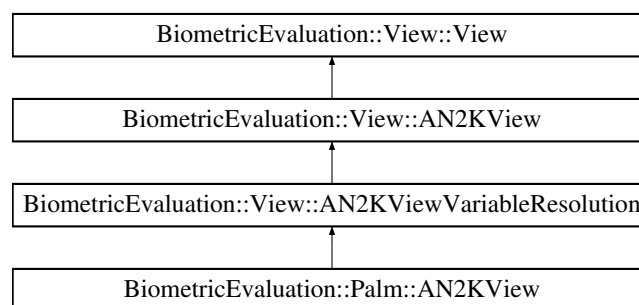 BiometricEvaluation::View::View
BiometricEvaluation::View::AN2KView
BiometricEvaluation::View::AN2KViewVariableResolution
BiometricEvaluation::Palm::AN2KView